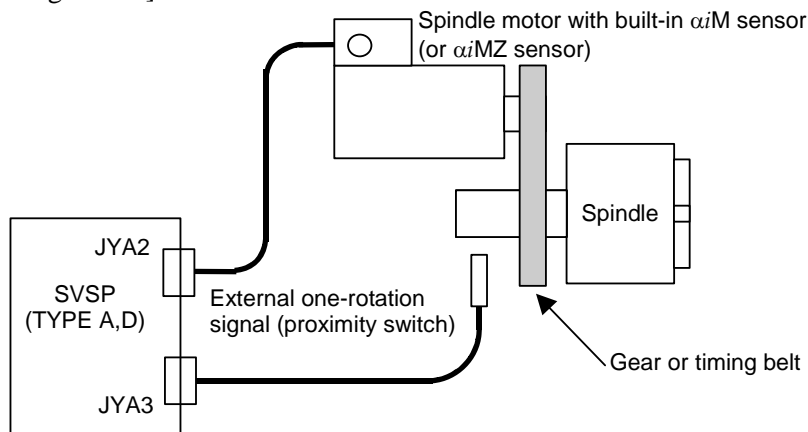 Spindle motor with built-in αiM sensor
(or αiMZ sensor)
Spindle
JYA2
SVSP
(TYPE A,D)
External one-rotation
signal (proximity switch)
Gear or timing belt
JYA3